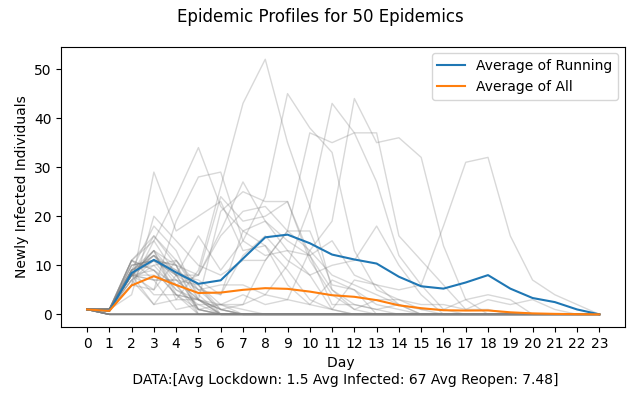 Epidemic Profiles for 50 Epidemics
Average of Running
Average of All
Newly Infected Individuals
50
40
30
20
10
0
0 1 2 3 4 5 6 7 8 9 10 11 12 13 14 15 16 17 18 19 20 21 22 23
Day
DATA:[Avg Lockdown: 1.5 Avg Infected: 67 Avg Reopen: 7.48]